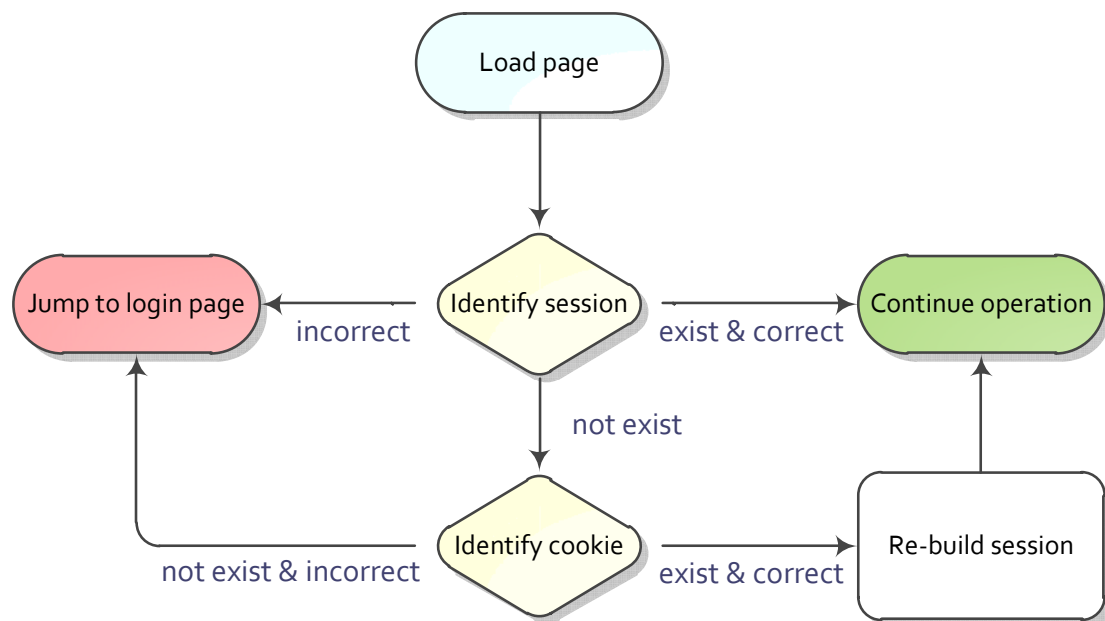 Load page
Jump to login page
Identify session
Continue operation
incorrect
exist & correct
not exist
Identify cookie
Re-build session
not exist & incorrect
exist & correct